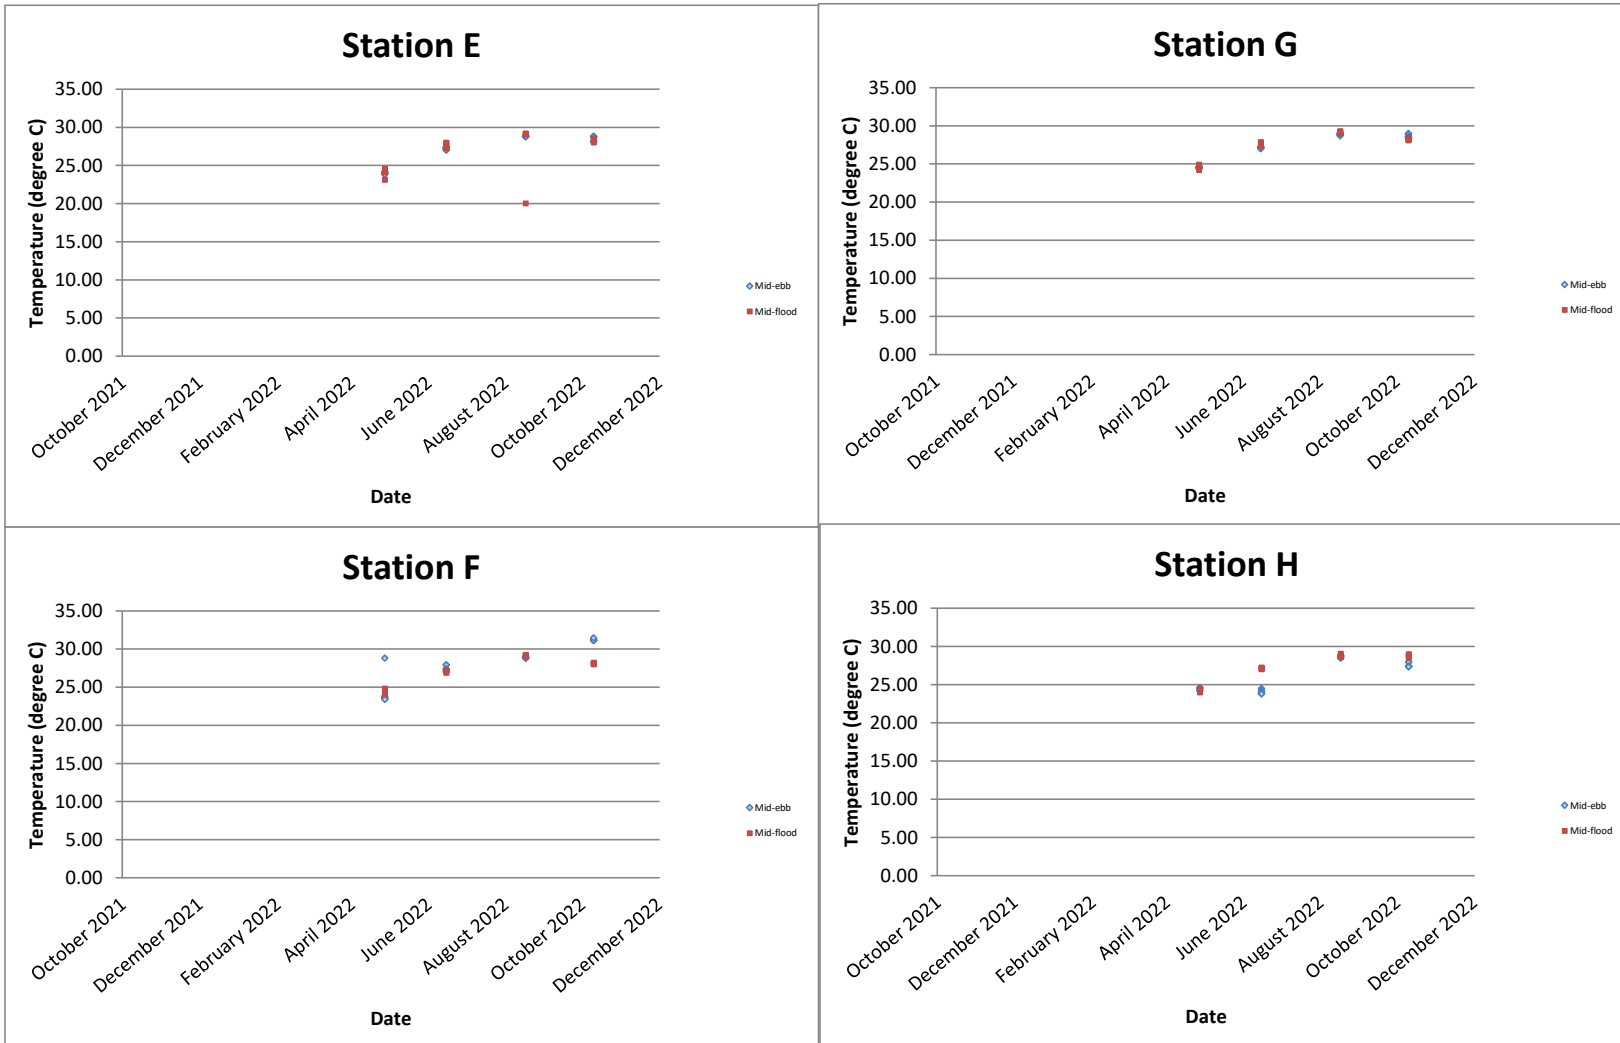 Station E
35.00
30.00
25.00
20.00
15.00
10.00
5.00
0.00
Temperature (degree C)
October 2021
December 2021
February 2022
April 2022
June 2022
August 2022
October 2022
December 2022
Date
Mid-ebb
Mid-flood
Station G
35.00
30.00
25.00
20.00
15.00
10.00
5.00
0.00
Temperature (degree C)
October 2021
December 2021
February 2022
April 2022
June 2022
August 2022
October 2022
December 2022
Date
Mid-ebb
Mid-flood
Station F
35.00
30.00
25.00
20.00
15.00
10.00
5.00
0.00
Temperature (degree C)
October 2021
December 2021
February 2022
April 2022
June 2022
August 2022
October 2022
December 2022
Date
Mid-ebb
Mid-flood
Station H
35.00
30.00
25.00
20.00
15.00
10.00
5.00
0.00
Temperature (degree C)
October 2021
December 2021
February 2022
April 2022
June 2022
August 2022
October 2022
December 2022
Date
Mid-ebb
Mid-flood